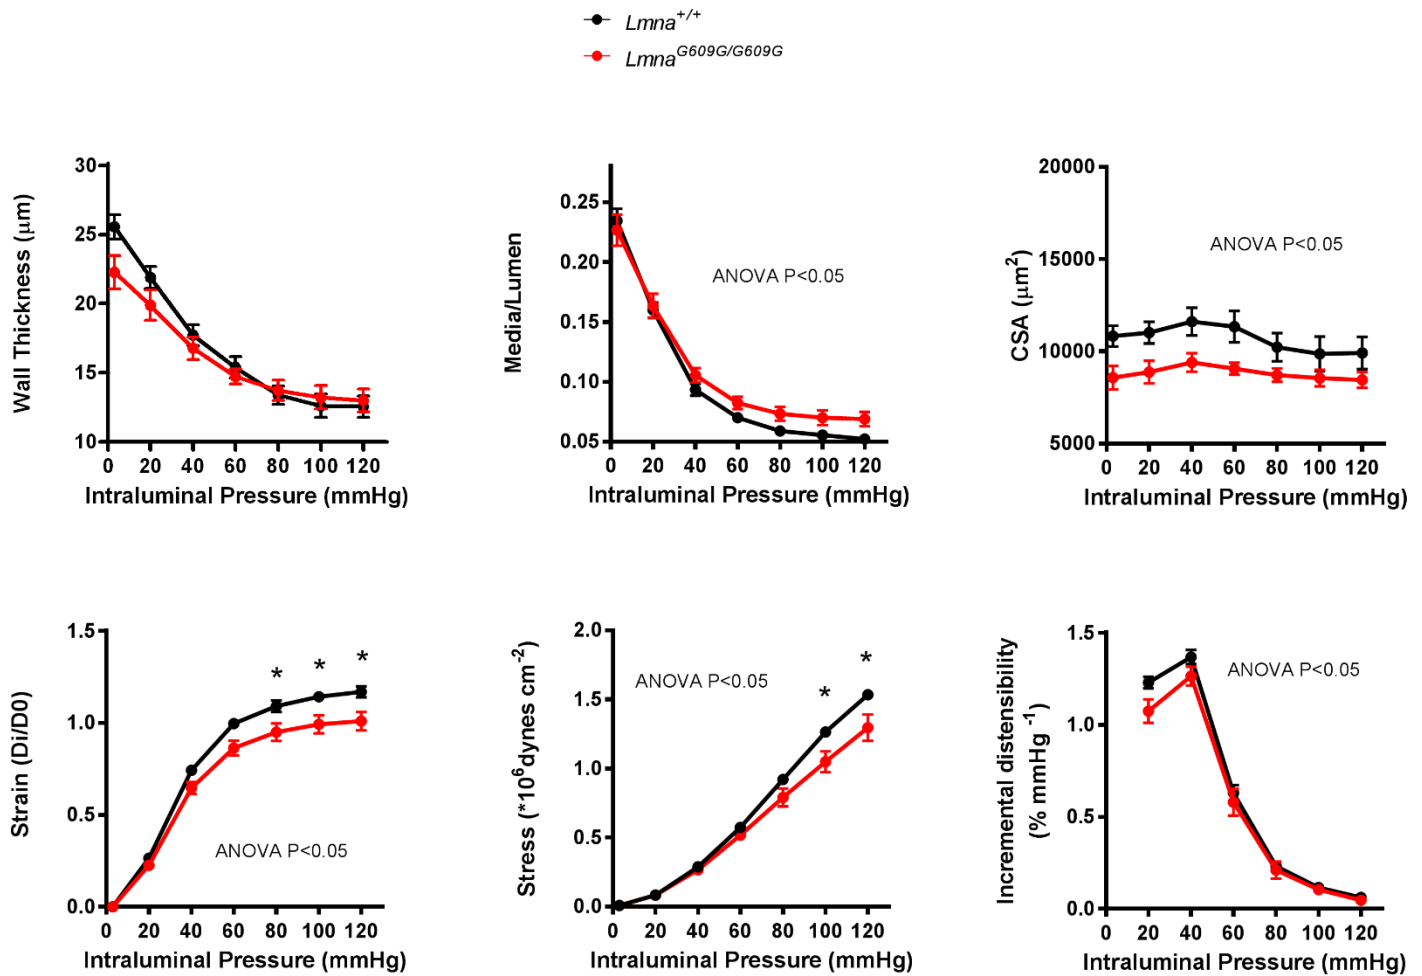 Lmna+/+
LmnaG609G/G609G
Wall Thickness (μm)
30
25
20
15
10
0 20 40 60 80 100 120
Intraluminal Pressure (mmHg)
Media/Lumen
0.25
0.20
0.15
0.10
0.05
ANOVA P<0.05
0 20 40 60 80 100 120
Intraluminal Pressure (mmHg)
CSA (μm2)
20000
15000
10000
5000
ANOVA P<0.05
0 20 40 60 80 100 120
Intraluminal Pressure (mmHg)
Strain (Di/D0)
1.5
1.0
0.5
0.0
* * *
ANOVA P<0.05
0 20 40 60 80 100 120
Intraluminal Pressure (mmHg)
Stress (*106dynes cm-2)
2.0
1.5
1.0
0.5
0.0
ANOVA P<0.05
* *
0 20 40 60 80 100 120
Intraluminal Pressure (mmHg)
Incremental distensibility
(% mmHg-1)
1.5
1.0
0.5
0.0
ANOVA P<0.05
0 20 40 60 80 100 120
Intraluminal Pressure (mmHg)